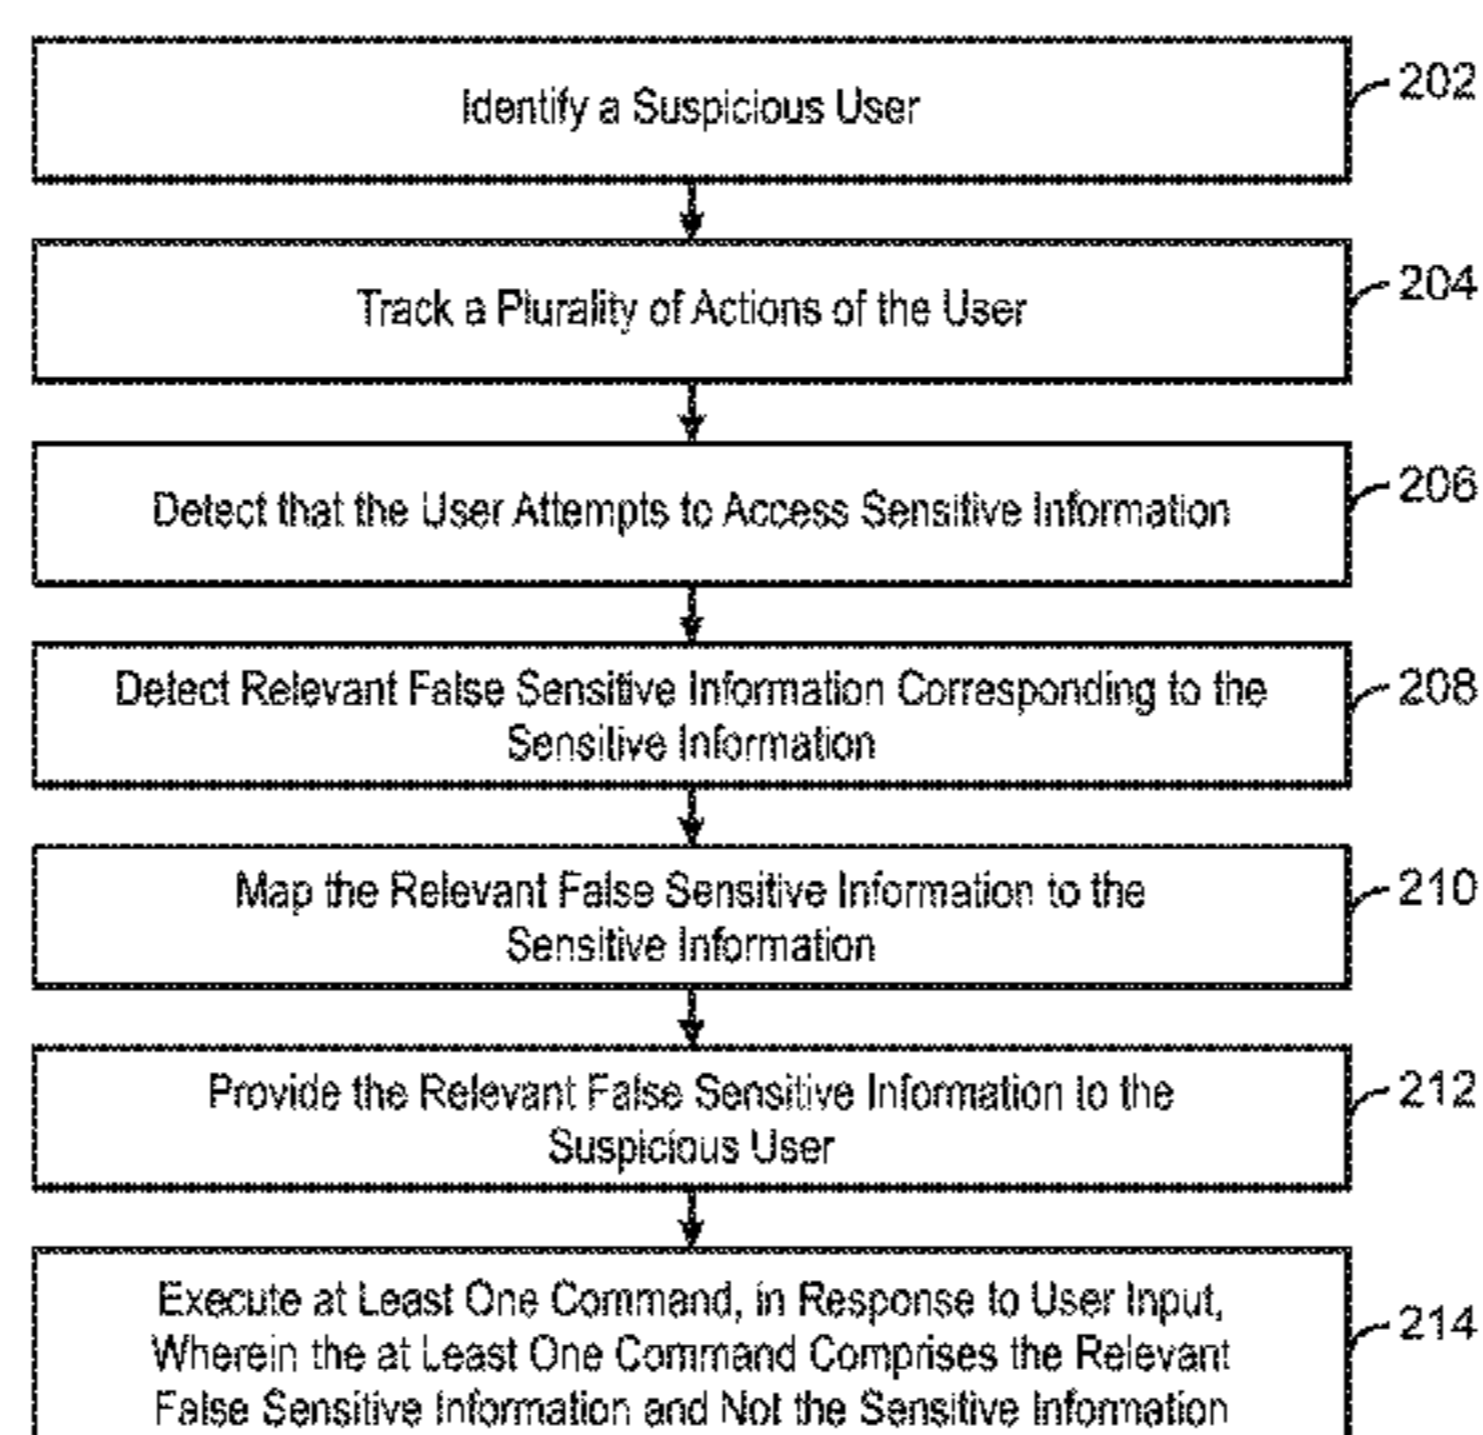 Identify a Suspicious User
202
Track a Plurality of Actions of the User
204
Detect that the User Attempts to Access Sensitive Information
206
Detect Relevant False Sensitive Information Corresponding to the
Sensitive Information
208
Map the Relevant False Sensitive Information to the
Sensitive Information
210
Provide the Relevant False Sensitive Information to the
Suspicious User
212
Execute at Least One Command, in Response to User Input,
Wherein the at Least One Command Comprises the Relevant
False Sensitive Information and Not the Sensitive Information
214